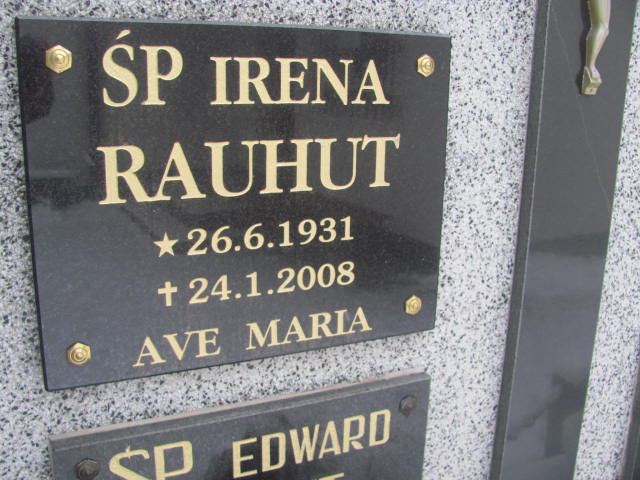 ŚP IRENA
RAUHUT
★ 26.6.1931
✝ 24.1.2008
AVE MARIA
ŚP EDWARD